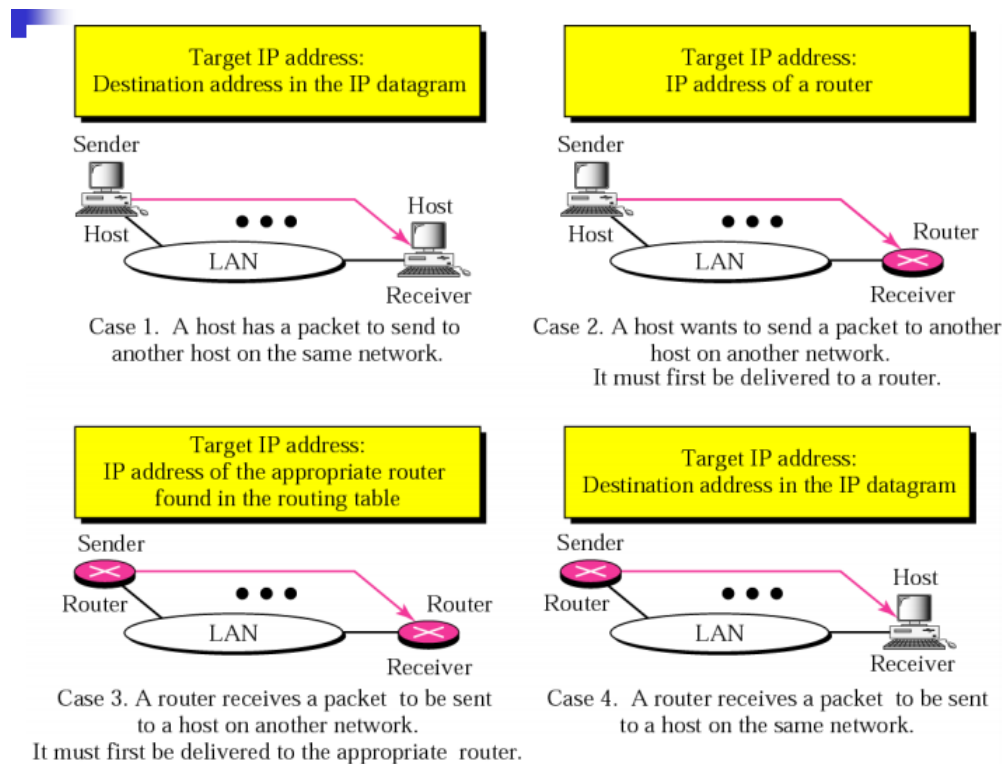 Target IP address:
Destination address in the IP datagram
Sender
Host
Host
LAN
Receiver
Case 1. A host has a packet to send to
another host on the same network.
Target IP address:
IP address of a router
Sender
Host
Router
LAN
Receiver
Case 2. A host wants to send a packet to another
host on another network.
It must first be delivered to a router.
Target IP address:
IP address of the appropriate router
found in the routing table
Sender
Router
Router
LAN
Receiver
Case 3. A router receives a packet to be sent
to a host on another network.
It must first be delivered to the appropriate router.
Target IP address:
Destination address in the IP datagram
Sender
Host
Router
LAN
Receiver
Case 4. A router receives a packet to be sent
to a host on the same network.